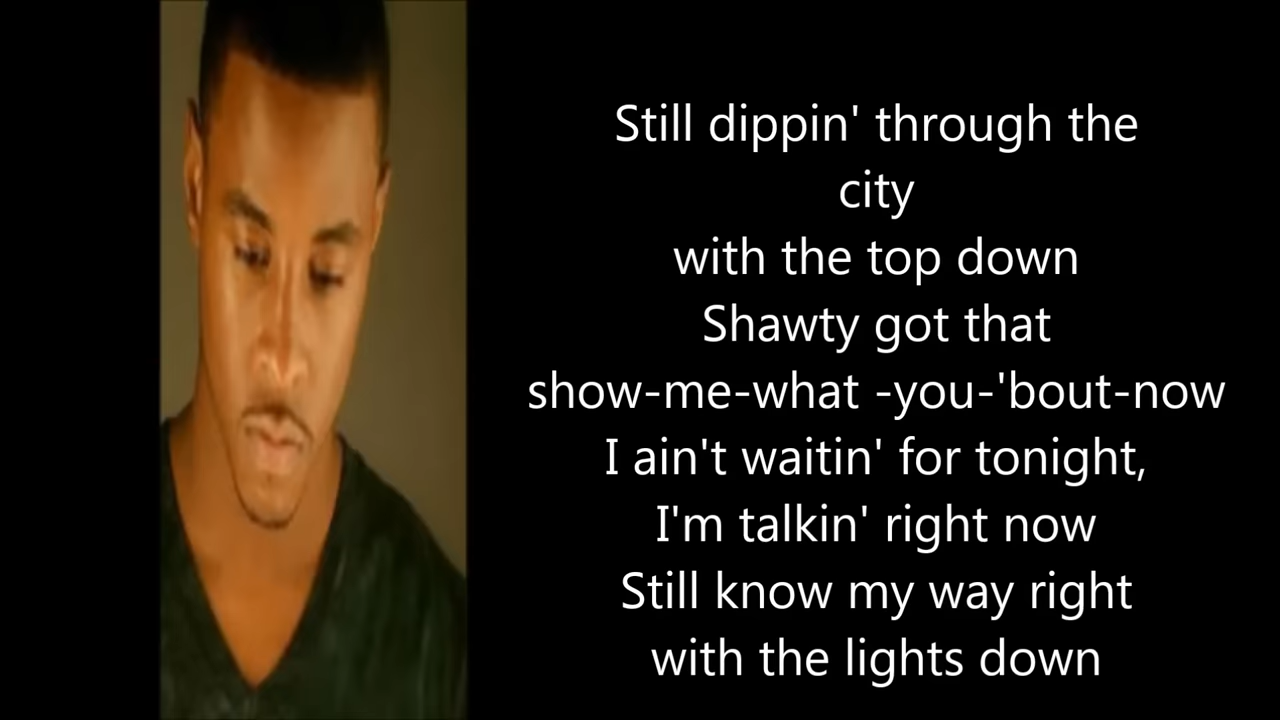 Still dippin' through the
city
with the top down
Shawty got that
show-me-what -you-'bout-now
I ain't waitin' for tonight,
I'm talkin' right now
Still know my way right
with the lights down